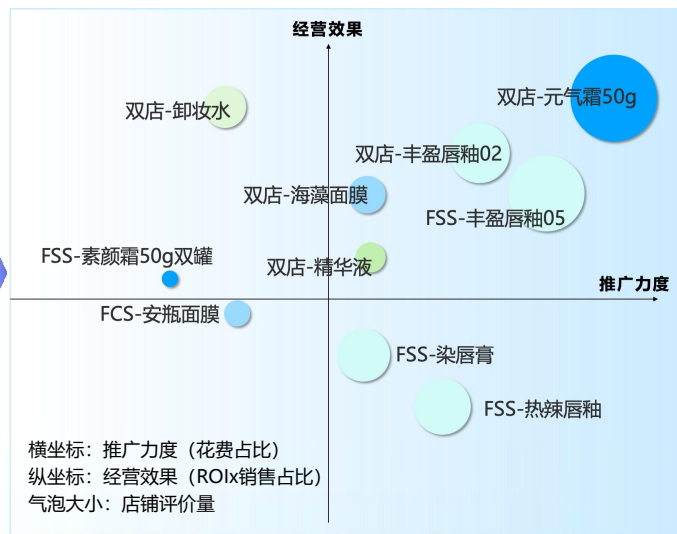 经营效果
双店-元气霜50g
双店-卸妆水
双店-丰盈唇釉02
双店-海藻面膜
FSS-丰盈唇釉05
FSS-素颜霜50g双罐
双店-精华液
推广力度
FCS-安瓶面膜
FSS-染唇膏
FSS-热辣唇釉
横坐标：推广力度（花费占比）
纵坐标：经营效果（ROIx销售占比）
气泡大小：店铺评价量